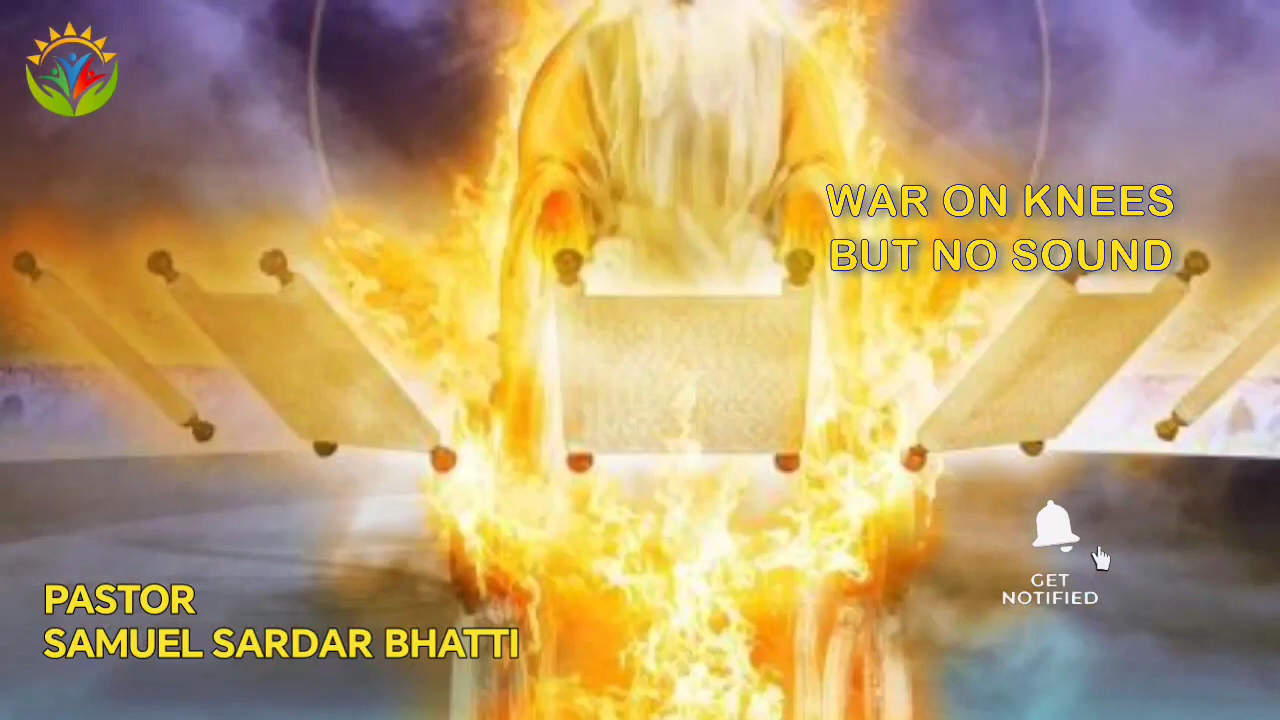 WAR ON KNEES
BUT NO SOUND
GET
NOTIFIED
PASTOR
SAMUEL SARDAR BHATTI